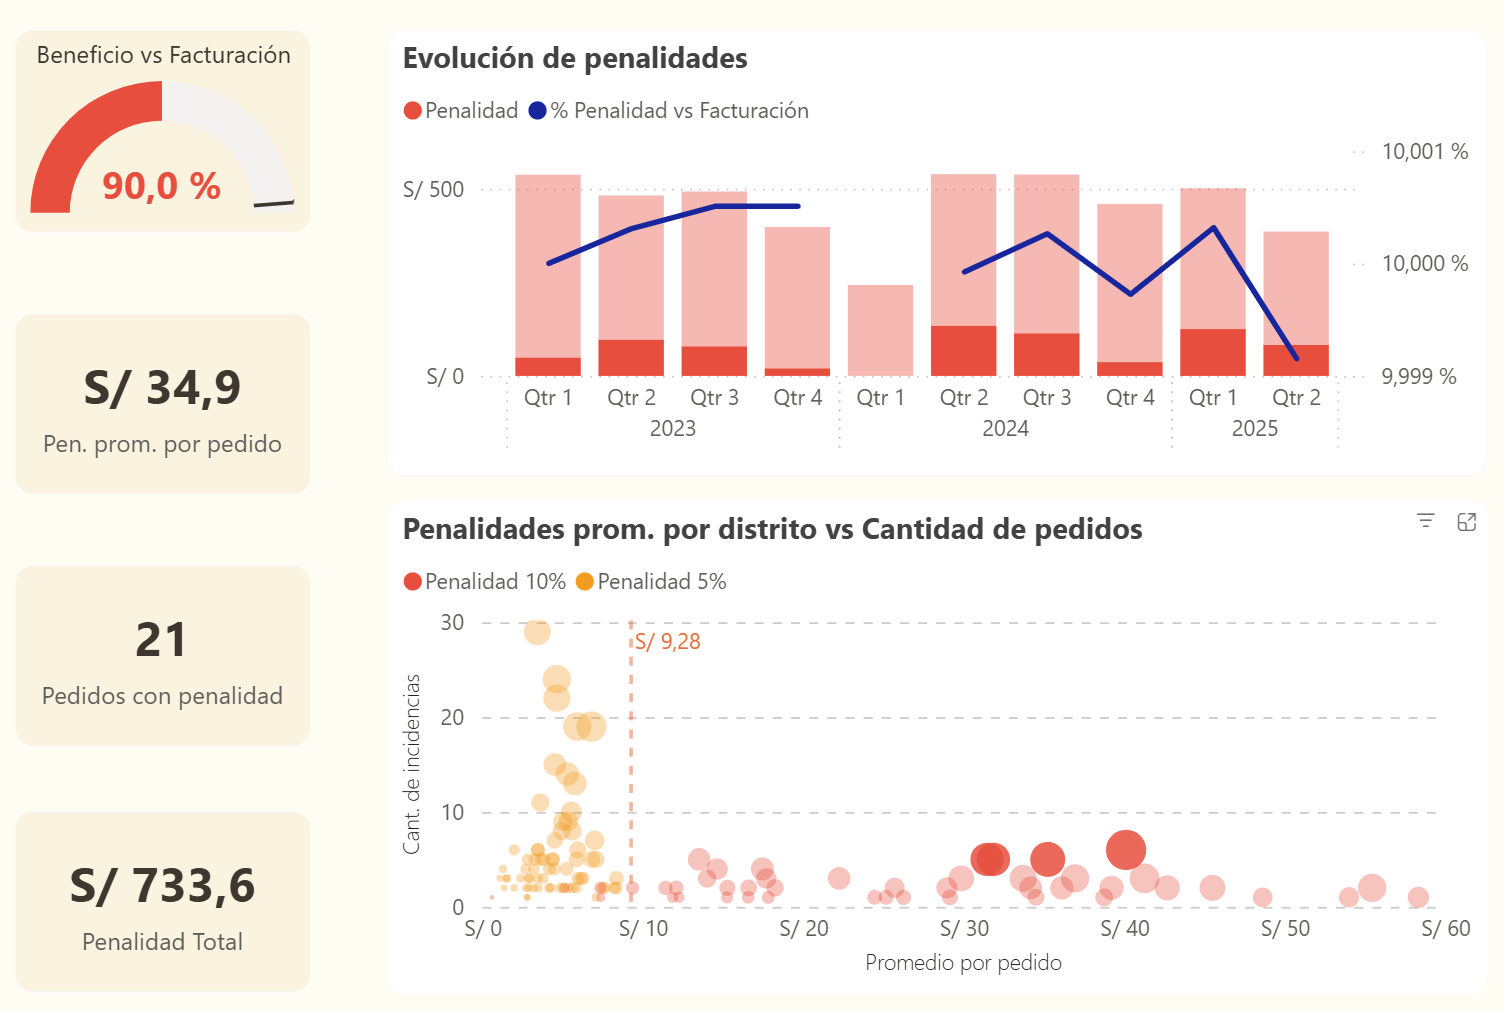 Beneficio vs Facturación
90,0 %
S/ 34,9
Pen. prom. por pedido
21
Pedidos con penalidad
S/ 733,6
Penalidad Total
Evolución de penalidades
Penalidad % Penalidad vs Facturación
10,001 %
S/ 500
10,000 %
S/ 0
9,999 %
Qtr 1 Qtr 2 Qtr 3 Qtr 4 Qtr 1 Qtr 2 Qtr 3 Qtr 4 Qtr 1 Qtr 2
2023 2024 2025
Penalidades prom. por distrito vs Cantidad de pedidos
Penalidad 10% Penalidad 5%
Cant. de incidencias
30
S/ 9,28
20
10
0
S/ 0 S/ 10 S/ 20 S/ 30 S/ 40 S/ 50 S/ 60
Promedio por pedido